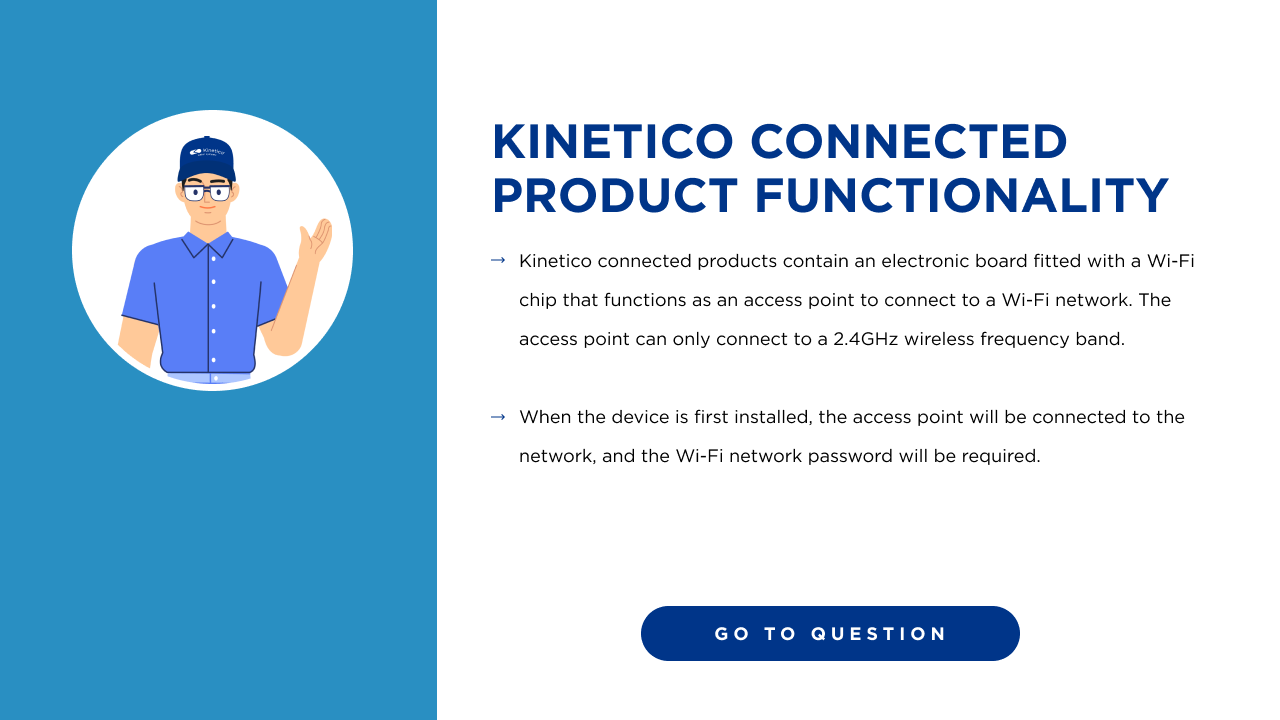 Kinetico
KINETICO CONNECTED
PRODUCT FUNCTIONALITY
→ Kinetico connected products contain an electronic board fitted with a Wi-Fi
chip that functions as an access point to connect to a Wi-Fi network. The
access point can only connect to a 2.4GHz wireless frequency band.
→ When the device is first installed, the access point will be connected to the
network, and the Wi-Fi network password will be required.
GO TO QUESTION